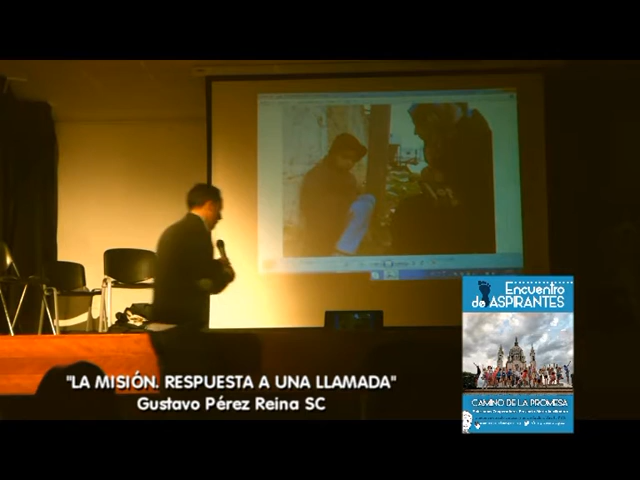 Encuentro
de ASPIRANTES
CAMINO DE LA PROMESA
"LA MISIÓN. RESPUESTA A UNA LLAMADA"
Gustavo Pérez Reina SC